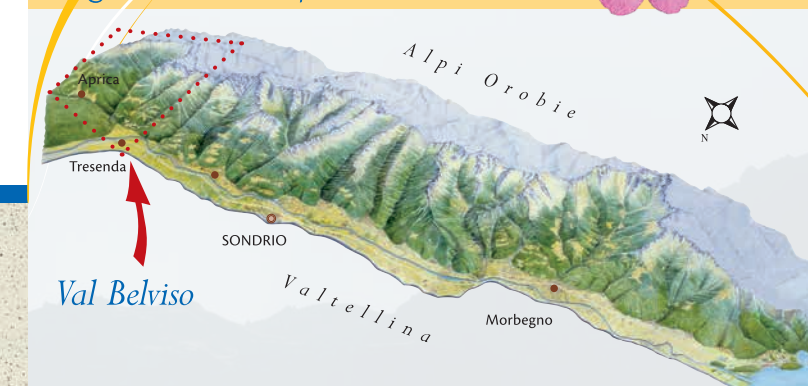 Alpi Orobie
Aprica
N
Tresenda
SONDRIO
Val Belviso
Valtellina
Morbegno